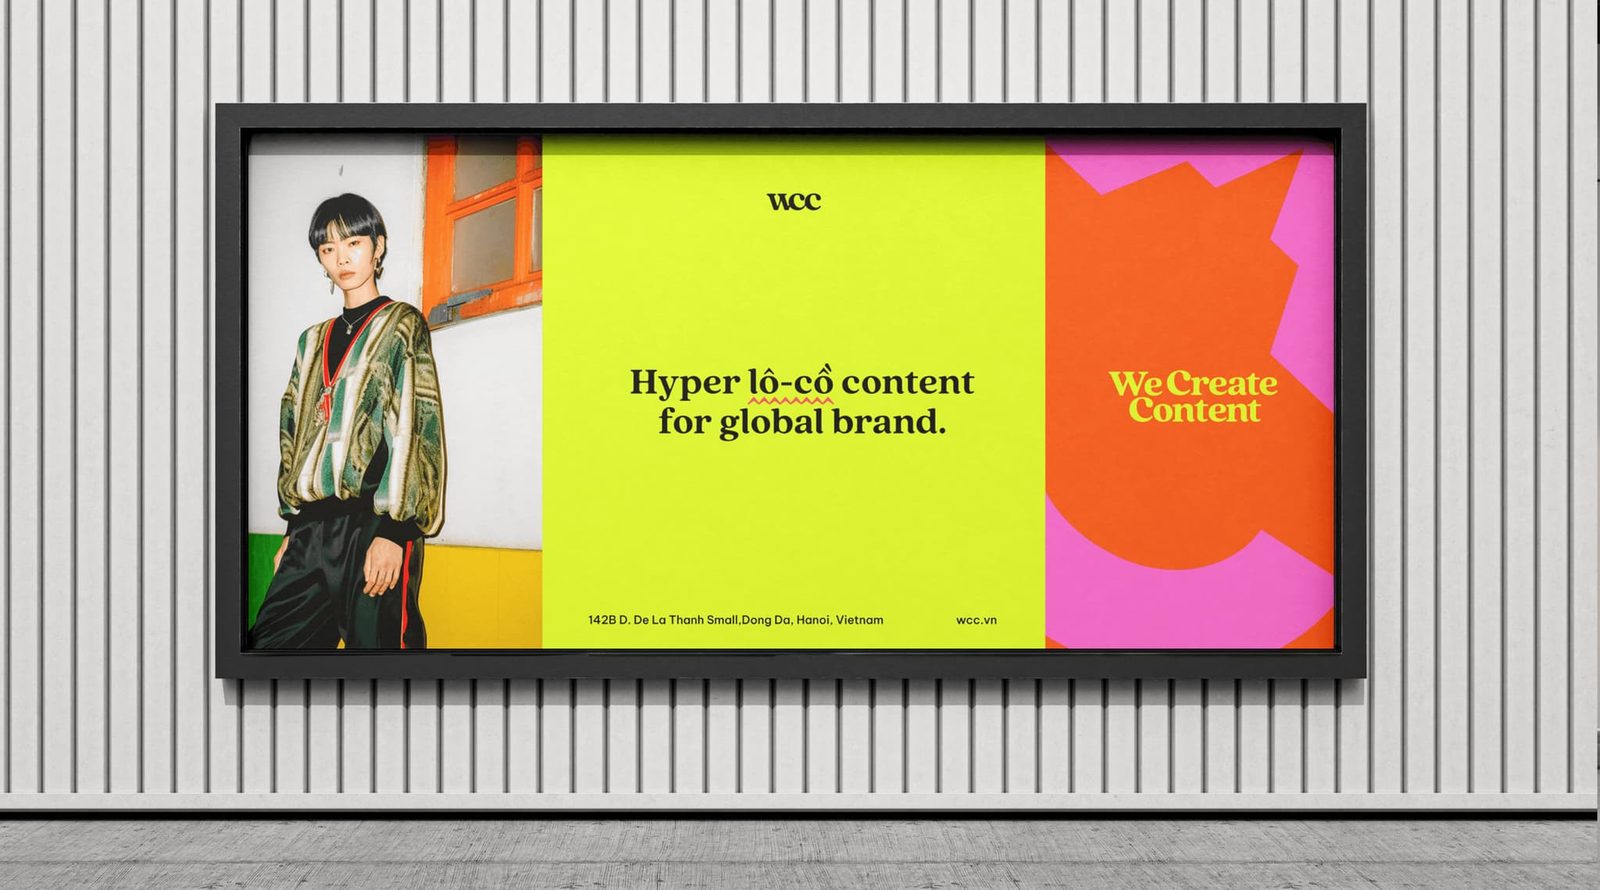 wcc
Hyper lô-cồ content
for global brand.
142B D. De La Thanh Small,Dong Da, Hanoi, Vietnam
wcc.vn
We Create
Content